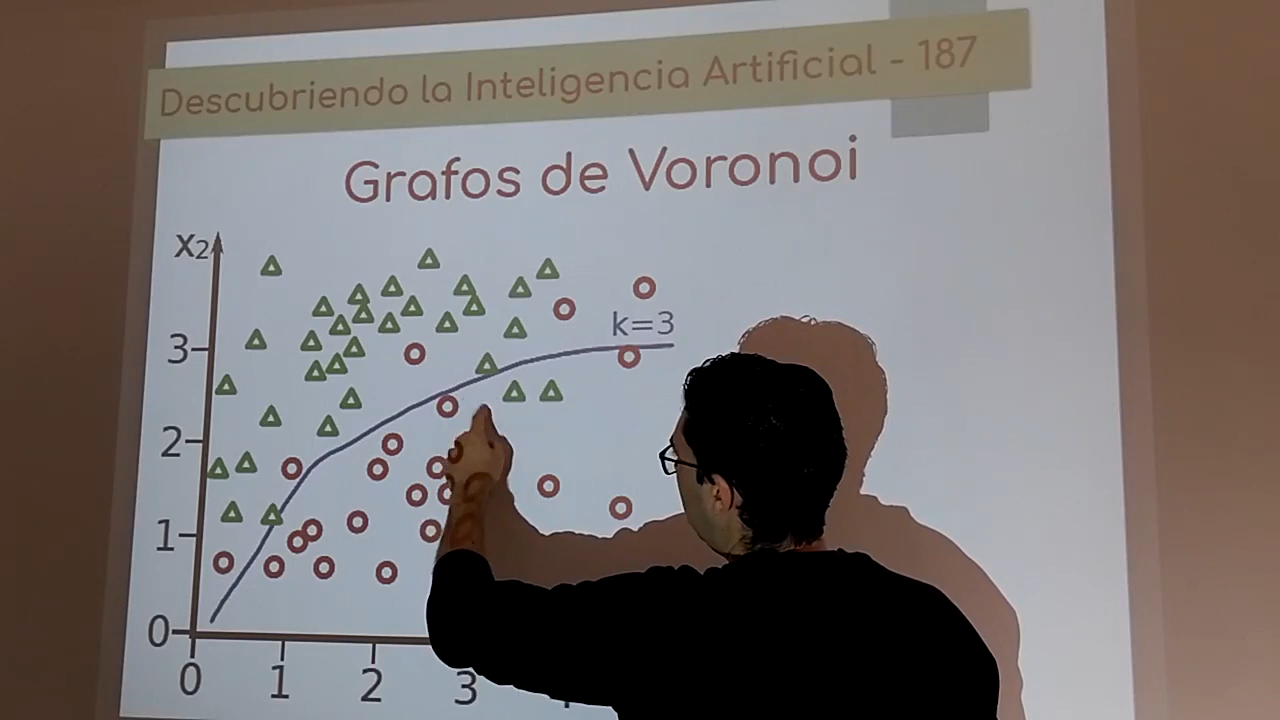 Descubriendo la Inteligencia Artificial - 187
Grafos de Voronoi
x2
k=3
3
2
1
0
0 1 2 3